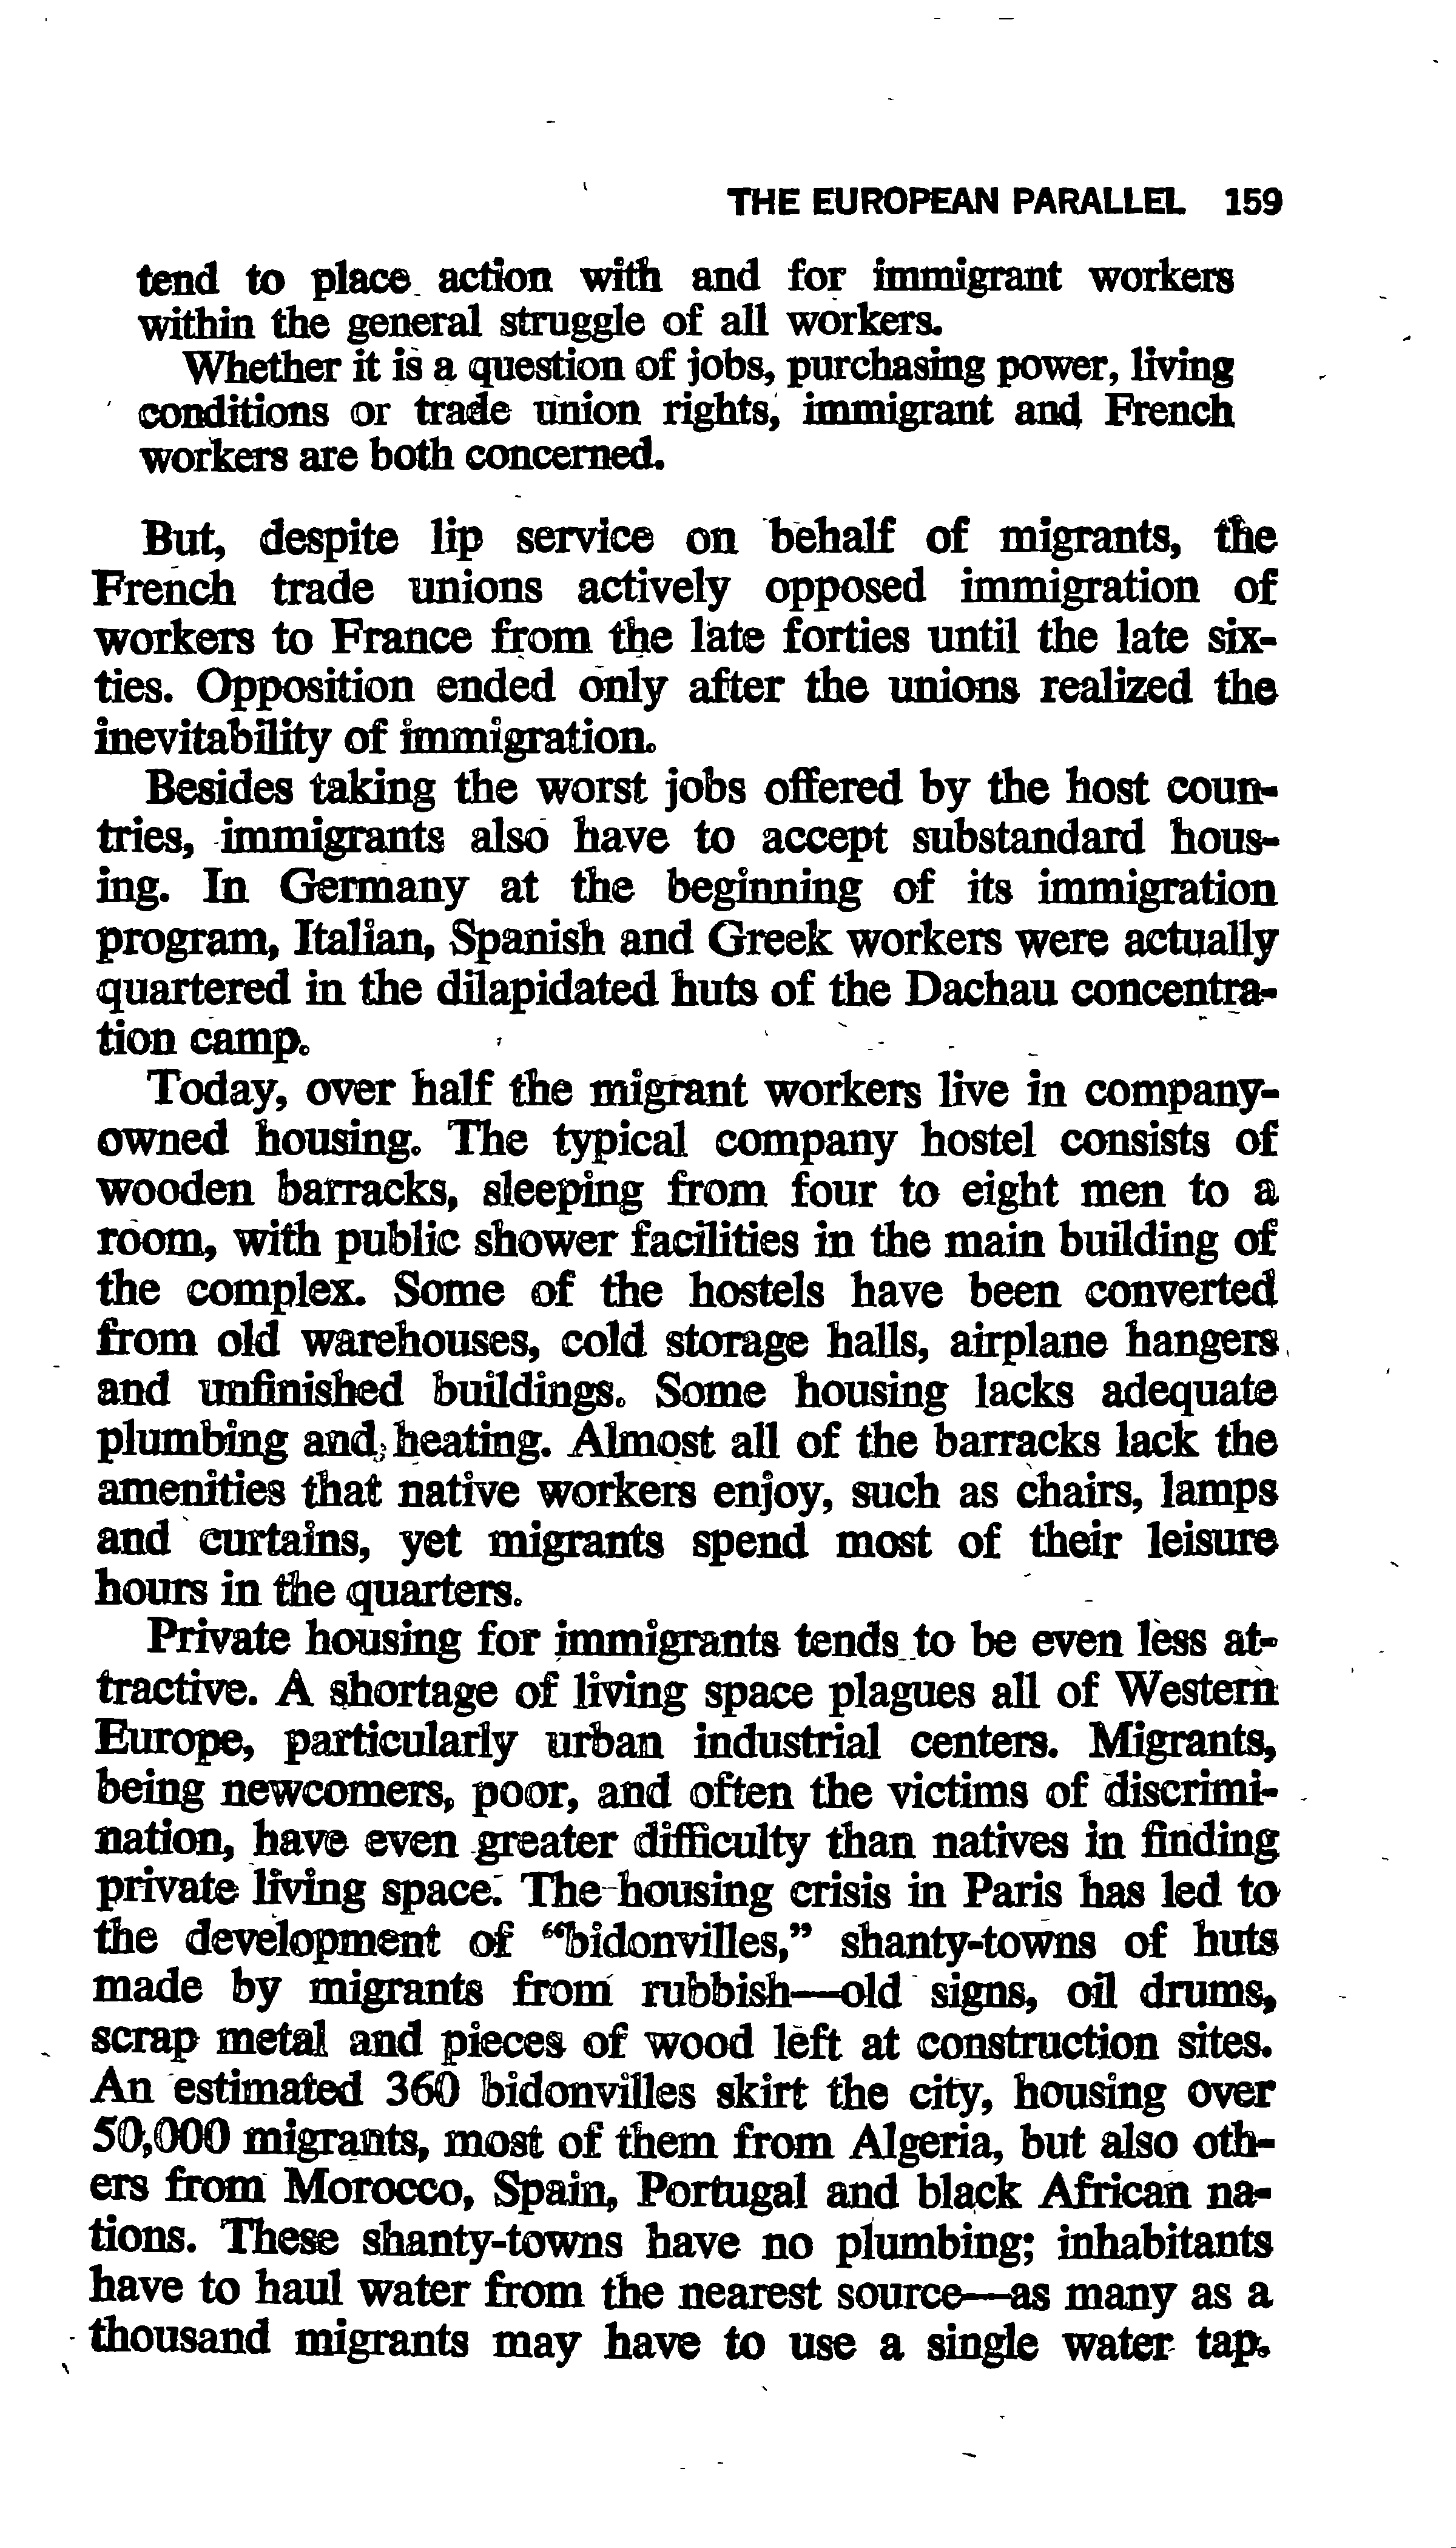 THE EUROPEAN PARALLEL 159
tend to place action with and for immigrant workers
within the general struggle of all workers.
Whether it is a question of jobs, purchasing power, living
conditions or trade union rights, immigrant and French
workers are both concerned.
But, despite lip service on behalf of migrants, the
French trade unions actively opposed immigration of
workers to France from the late forties until the late six-
ties. Opposition ended only after the unions realized the
inevitability of immigration.
Besides taking the worst jobs offered by the host coun-
tries, immigrants also have to accept substandard hous-
ing. In Germany at the beginning of its immigration
program, Italian, Spanish and Greek workers were actually
quartered in the dilapidated huts of the Dachau concentra-
tion camp.
Today, over half the migrant workers live in company-
owned housing. The typical company hostel consists of
wooden barracks, sleeping from four to eight men to a
room, with public shower facilities in the main building of
the complex. Some of the hostels have been converted
from old warehouses, cold storage halls, airplane hangers
and unfinished buildings. Some housing lacks adequate
plumbing and heating. Almost all of the barracks lack the
amenities that native workers enjoy, such as chairs, lamps
and curtains, yet migrants spend most of their leisure
hours in the quarters.
Private housing for immigrants tends to be even less at-
tractive. A shortage of living space plagues all of Western
Europe, particularly urban industrial centers. Migrants,
being newcomers, poor, and often the victims of discrimi-
nation, have even greater difficulty than natives in finding
private living space. The housing crisis in Paris has led to
the development of “bidonvilles,” shanty-towns of huts
made by migrants from rubbish—old signs, oil drums,
scrap metal and pieces of wood left at construction sites.
An estimated 360 bidonvilles skirt the city, housing over
50,000 migrants, most of them from Algeria, but also oth-
ers from Morocco, Spain, Portugal and black African na-
tions. These shanty-towns have no plumbing; inhabitants
have to haul water from the nearest source—as many as a
thousand migrants may have to use a single water tap.